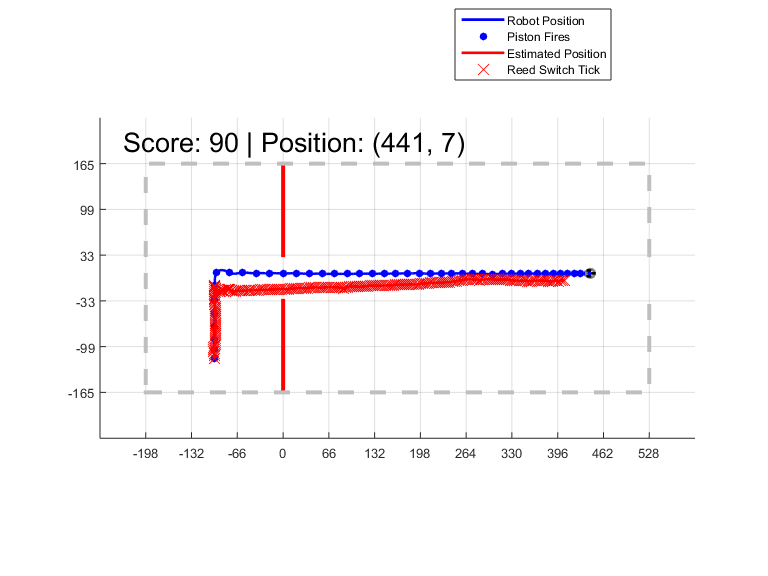 Robot Position
Piston Fires
Estimated Position
Reed Switch Tick
Score: 90 | Position: (441, 7)
165
99
33
-33
-99
-165
-198 -132 -66 0 66 132 198 264 330 396 462 528